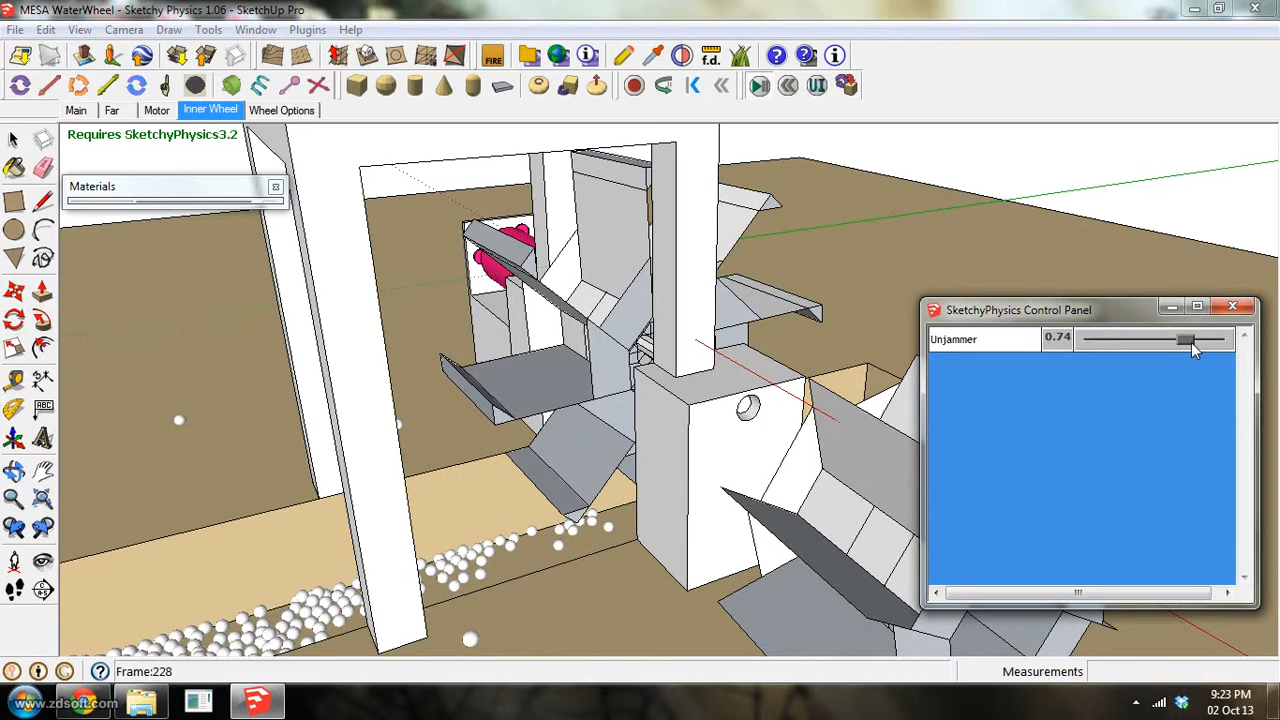 MESA WaterWheel - Sketchy Physics 1.06 - SketchUp Pro
File Edit View Camera Draw Tools Window Plugins Help
FIRE
f.d.
UI
Main Far Motor Inner Wheel Wheel Options
Requires SketchyPhysics3.2
Materials
SketchyPhysics Control Panel
Unjammer 0.74
ABC
Frame:228
Measurements
www.zdsoft.com
9:23 PM
02 Oct 13